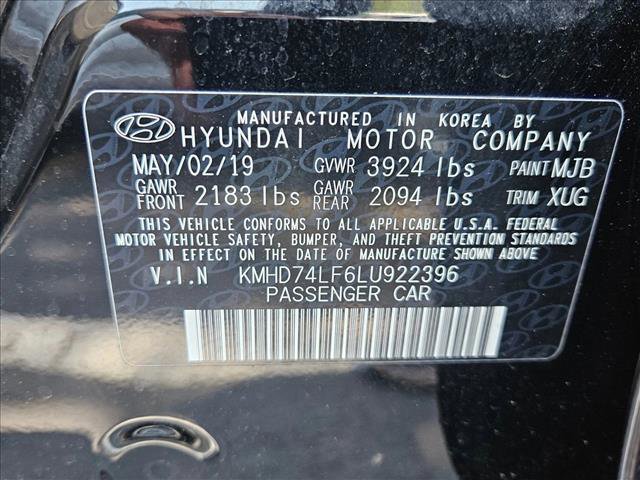 MANUFACTURED IN KOREA BY
HYUNDAI MOTOR COMPANY
MAY/02/19 GVWR 3924 lbs PAINT MJB
GAWR FRONT 2183 lbs GAWR REAR 2094 lbs TRIM XUG
THIS VEHICLE CONFORMS TO ALL APPLICABLE U.S.A. FEDERAL
MOTOR VEHICLE SAFETY, BUMPER, AND THEFT PREVENTION STANDARDS
IN EFFECT ON THE DATE OF MANUFACTURE SHOWN ABOVE.
V.I.N KMHD74LF6LU922396
PASSENGER CAR